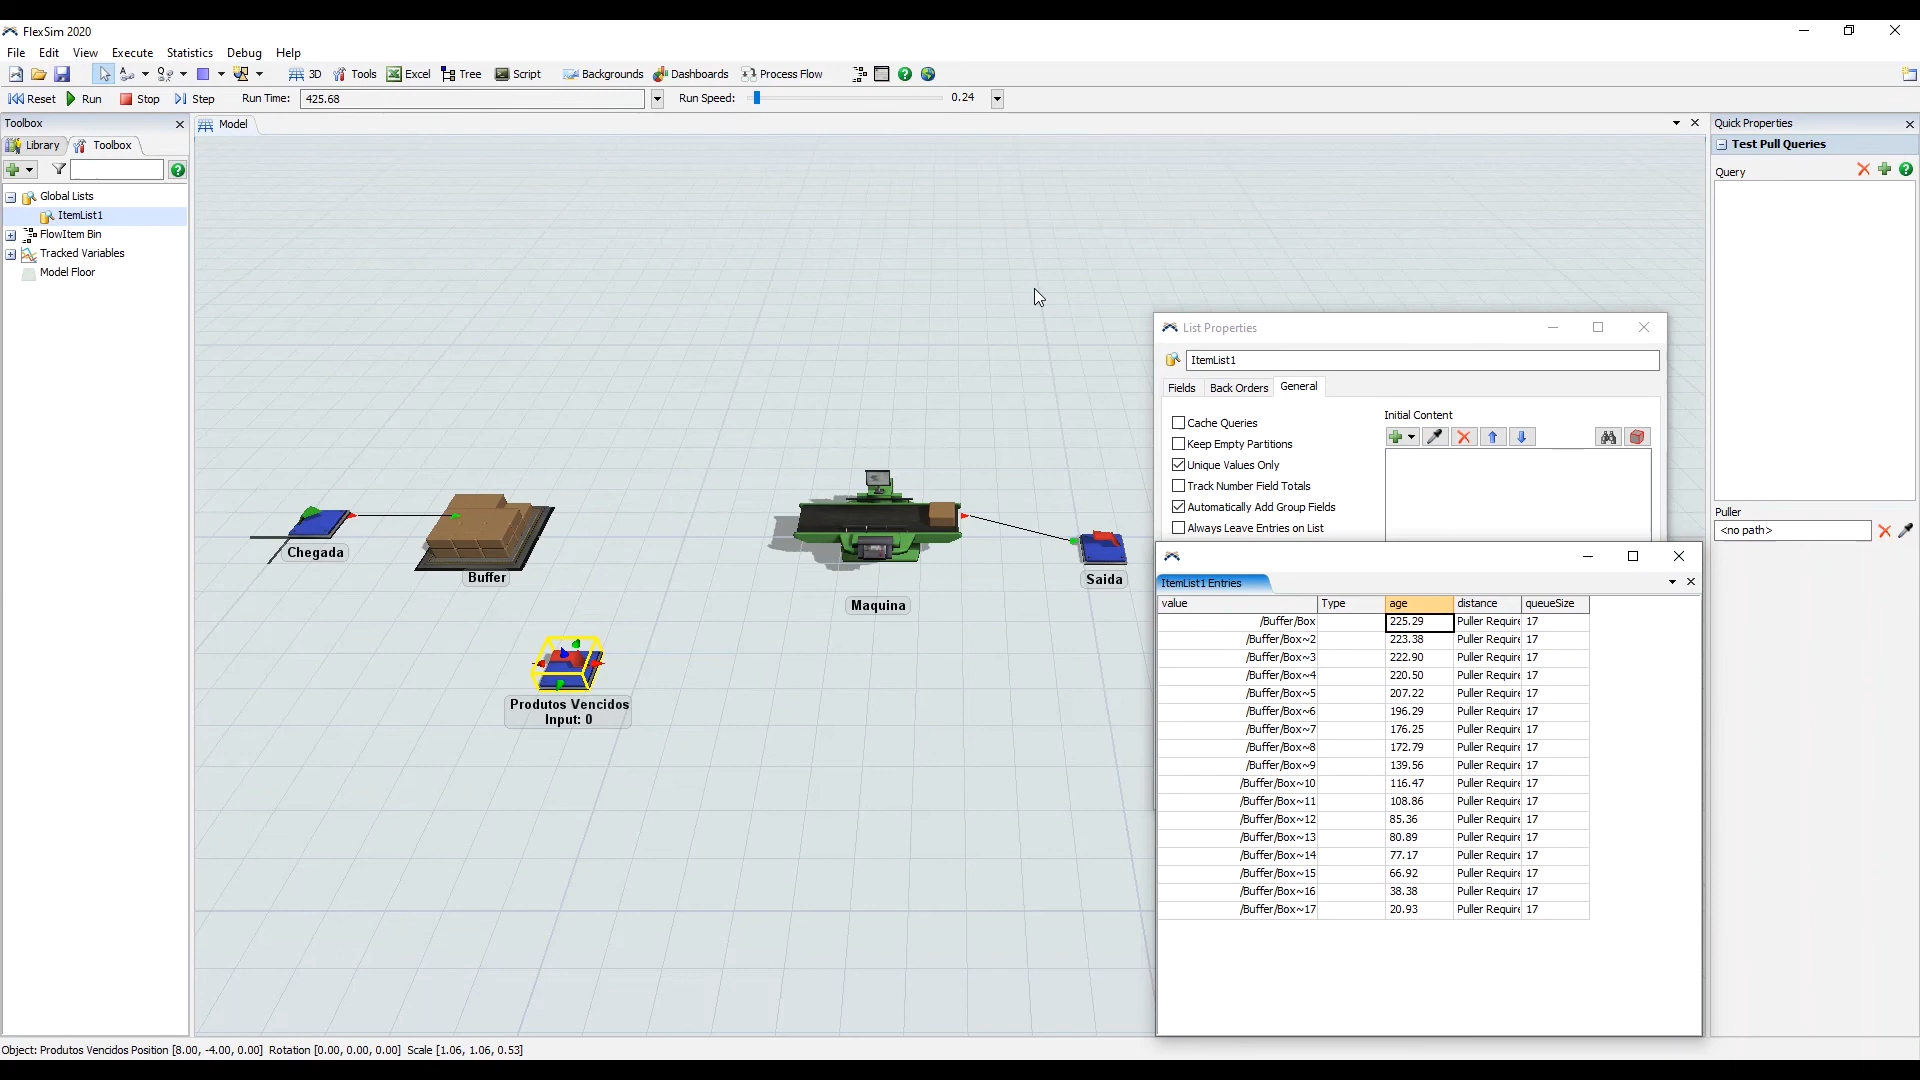 FlexSim 2020
File Edit View Execute Statistics Debug Help
3D Tools Excel Tree Script Backgrounds Dashboards Process Flow
Reset Run Stop Step Run Time: 425.68 Run Speed: 0.24
Toolbox
Library Toolbox
Global Lists
ItemList1
FlowItem Bin
Tracked Variables
Model Floor
Model
Chegada
Buffer
Maquina
Saida
Produtos Vencidos
Input: 0
Quick Properties
Test Pull Queries
Query
Puller
<no path>
List Properties
ItemList1
Fields Back Orders General
Cache Queries
Keep Empty Partitions
Unique Values Only
Track Number Field Totals
Automatically Add Group Fields
Always Leave Entries on List
Initial Content
ItemList1 Entries
value Type age distance queueSize
/Buffer/Box 225.29 Puller Require 17
/Buffer/Box~2 223.38 Puller Require 17
/Buffer/Box~3 222.90 Puller Require 17
/Buffer/Box~4 220.50 Puller Require 17
/Buffer/Box~5 207.22 Puller Require 17
/Buffer/Box~6 196.29 Puller Require 17
/Buffer/Box~7 176.25 Puller Require 17
/Buffer/Box~8 172.79 Puller Require 17
/Buffer/Box~9 139.56 Puller Require 17
/Buffer/Box~10 116.47 Puller Require 17
/Buffer/Box~11 108.86 Puller Require 17
/Buffer/Box~12 85.36 Puller Require 17
/Buffer/Box~13 80.89 Puller Require 17
/Buffer/Box~14 77.17 Puller Require 17
/Buffer/Box~15 66.92 Puller Require 17
/Buffer/Box~16 38.38 Puller Require 17
/Buffer/Box~17 20.93 Puller Require 17
Object: Produtos Vencidos Position [8.00, -4.00, 0.00] Rotation [0.00, 0.00, 0.00] Scale [1.06, 1.06, 0.53]